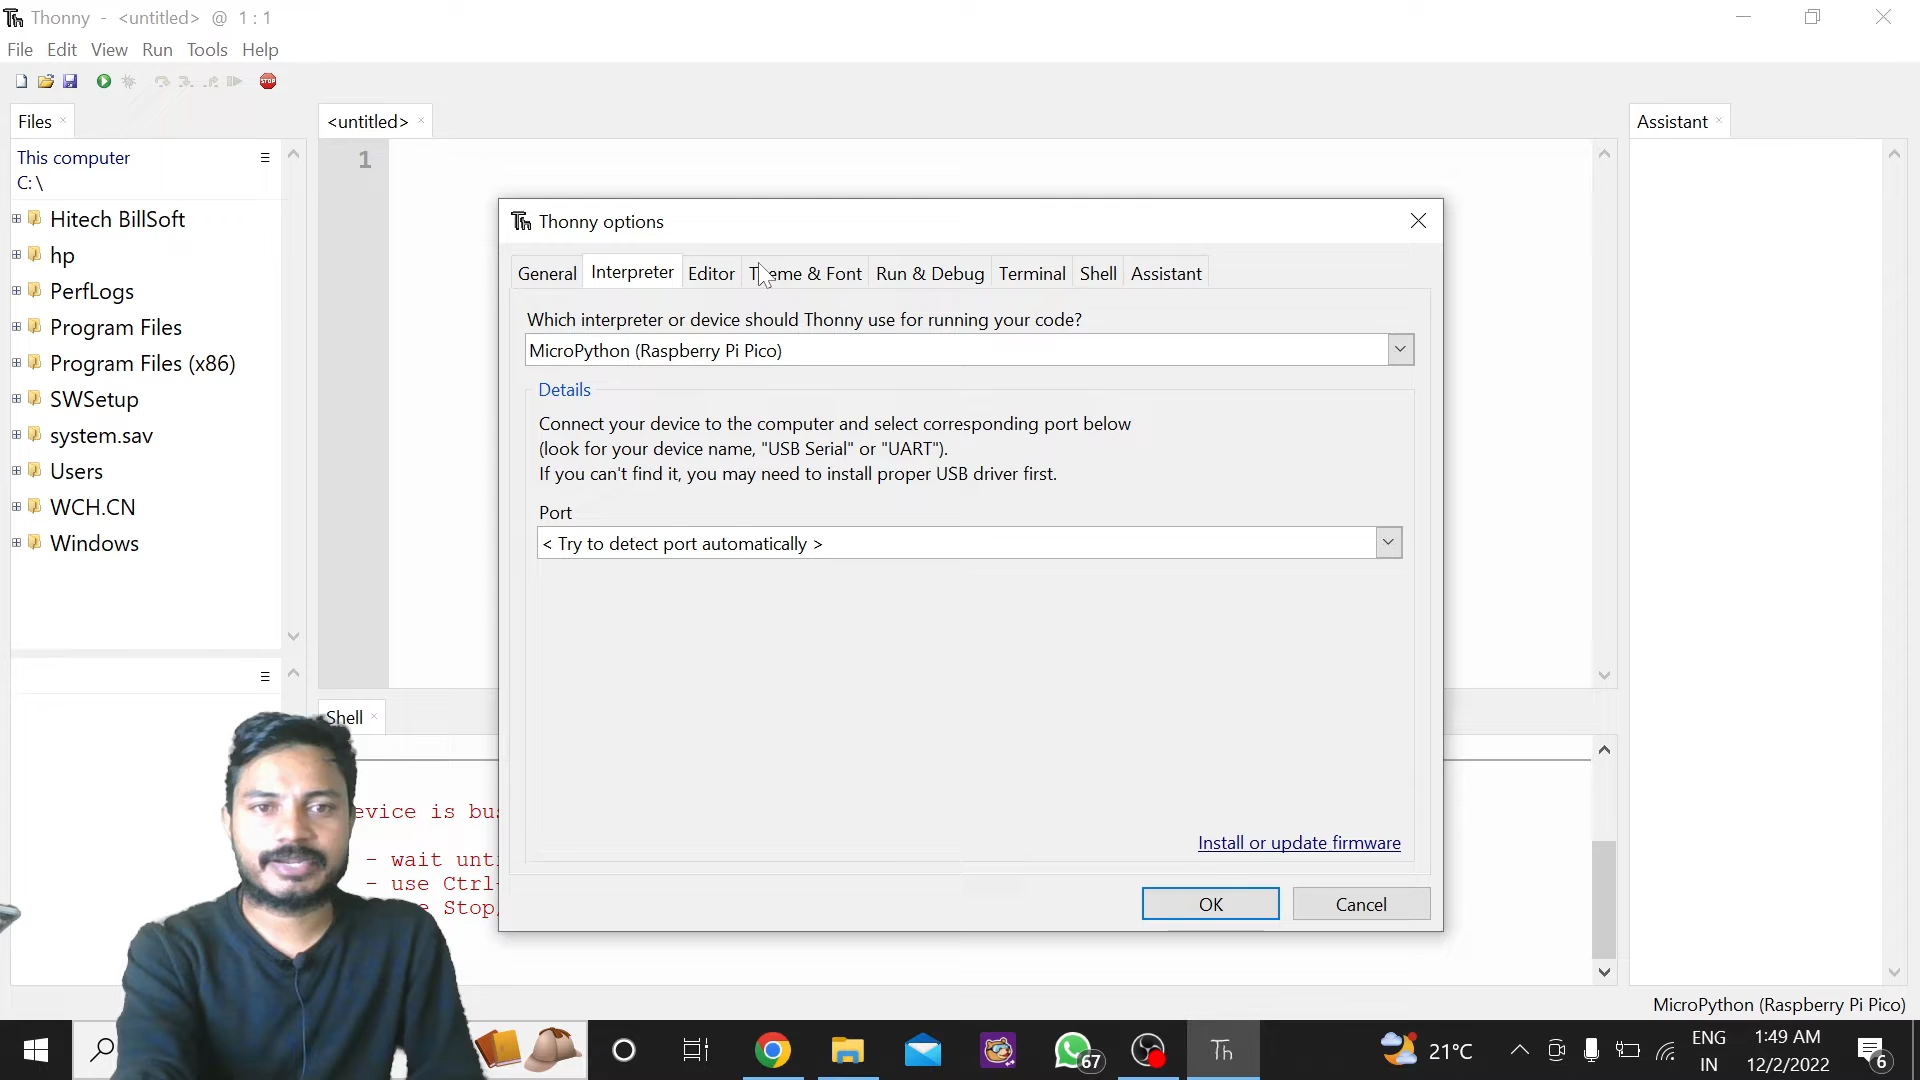 Th Thonny - <untitled> @ 1 : 1
File Edit View Run Tools Help
STOP
Files
<untitled>
Assistant
This computer
C:\
Hitech BillSoft
hp
PerfLogs
Program Files
Program Files (x86)
SWSetup
system.sav
Users
WCH.CN
Windows
1
Th Thonny options
General Interpreter Editor Theme & Font Run & Debug Terminal Shell Assistant
Which interpreter or device should Thonny use for running your code?
MicroPython (Raspberry Pi Pico)
Details
Connect your device to the computer and select corresponding port below
(look for your device name, "USB Serial" or "UART").
If you can't find it, you may need to install proper USB driver first.
Port
< Try to detect port automatically >
Install or update firmware
OK Cancel
Shell
evice is bu
- wait unt
- use Ctrl-
Stop
MicroPython (Raspberry Pi Pico)
67
Th
21°C
ENG
IN
1:49 AM
12/2/2022
6